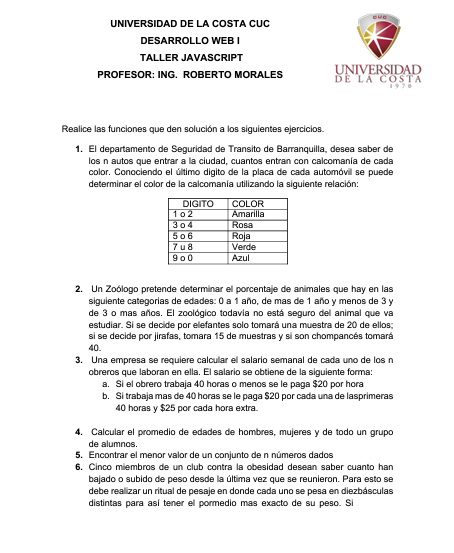 UNIVERSIDAD DE LA COSTA CUC
DESARROLLO WEB I
TALLER JAVASCRIPT
PROFESOR: ING. ROBERTO MORALES
CUC
UNIVERSIDAD
DE LA COSTA
1970
Realice las funciones que den solución a los siguientes ejercicios.
1. El departamento de Seguridad de Transito de Barranquilla, desea saber de
los n autos que entrar a la ciudad, cuantos entran con calcomanía de cada
color. Conociendo el último digito de la placa de cada automóvil se puede
determinar el color de la calcomanía utilizando la siguiente relación:
DIGITO COLOR
1 o 2 Amarilla
3 o 4 Rosa
5 o 6 Roja
7 u 8 Verde
9 o 0 Azul
2. Un Zoólogo pretende determinar el porcentaje de animales que hay en las
siguiente categorias de edades: 0 a 1 año, de mas de 1 año y menos de 3 y
de 3 o mas años. El zoológico todavía no está seguro del animal que va
estudiar. Si se decide por elefantes solo tomará una muestra de 20 de ellos;
si se decide por jirafas, tomara 15 de muestras y si son chompancés tomará
40.
3. Una empresa se requiere calcular el salario semanal de cada uno de los n
obreros que laboran en ella. El salario se obtiene de la siguiente forma:
a. Si el obrero trabaja 40 horas o menos se le paga $20 por hora
b. Si trabaja mas de 40 horas se le paga $20 por cada una de lasprimeras
40 horas y $25 por cada hora extra.
4. Calcular el promedio de edades de hombres, mujeres y de todo un grupo
de alumnos.
5. Encontrar el menor valor de un conjunto de n números dados
6. Cinco miembros de un club contra la obesidad desean saber cuanto han
bajado o subido de peso desde la última vez que se reunieron. Para esto se
debe realizar un ritual de pesaje en donde cada uno se pesa en diezbásculas
distintas para así tener el pormedio mas exacto de su peso. Si